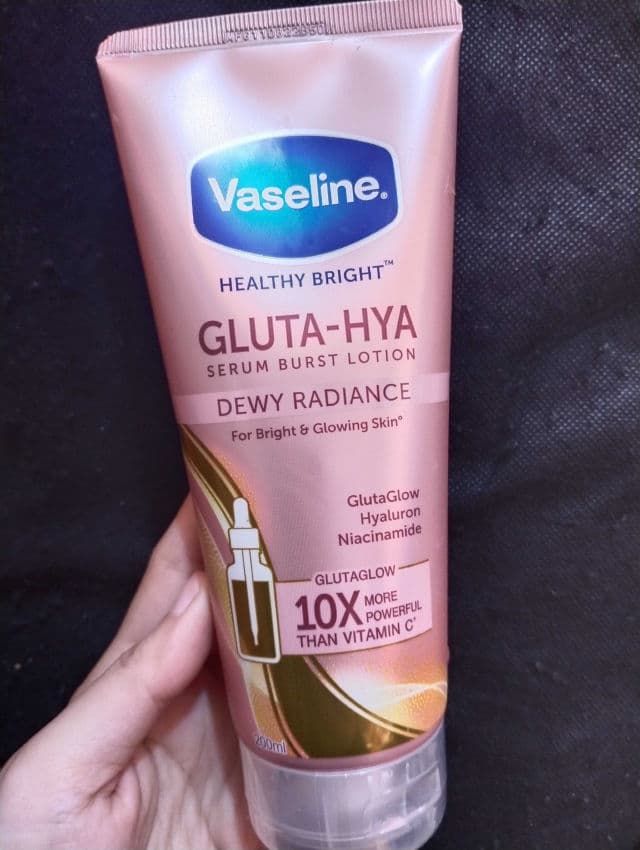 Vaseline®
HEALTHY BRIGHT™
GLUTA-HYA
SERUM BURST LOTION
DEWY RADIANCE
For Bright & Glowing Skin°
GlutaGlow
Hyaluron
Niacinamide
GLUTAGLOW
10X MORE
POWERFUL
THAN VITAMIN C*
200ml